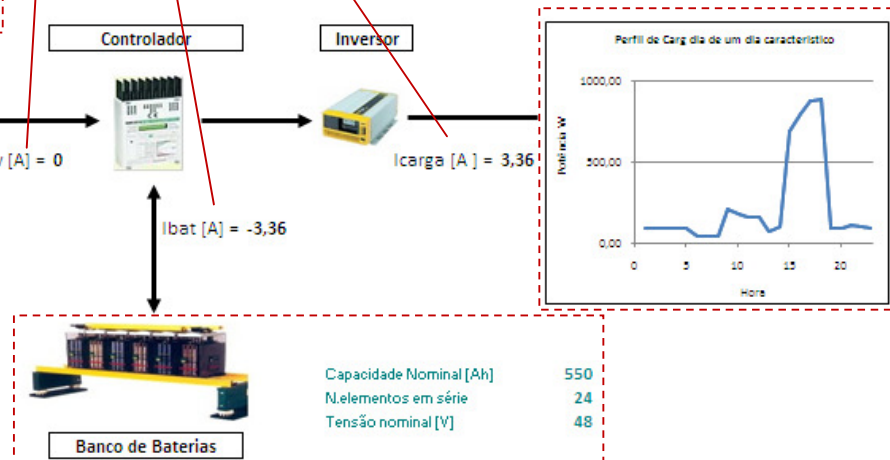 Controlador
Inversor
Perfil de Carg dia de um dia caracteristico
1000,00
500,00
0,00
Potência W
0
5
10
15
20
Hora
[A] = 0
Icarga [A ] = 3,36
Ibat [A] = -3,36
Capacidade Nominal [Ah] 550
N.elementos em série 24
Tensão nominal [V] 48
Banco de Baterias